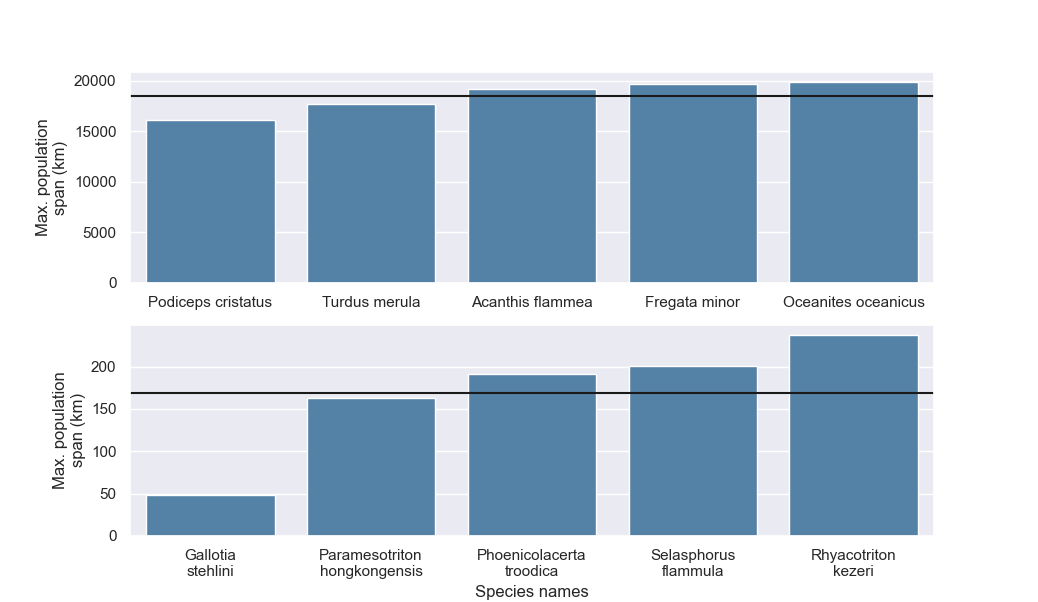 20000
15000
10000
5000
0
Max. population
span (km)
Podiceps cristatus
Turdus merula
Acanthis flammea
Fregata minor
Oceanites oceanicus
200
150
100
50
0
Max. population
span (km)
Gallotia
stehlini
Paramesotriton
hongkongensis
Phoenicolacerta
troodica
Selasphorus
flammula
Rhyacotriton
kezeri
Species names